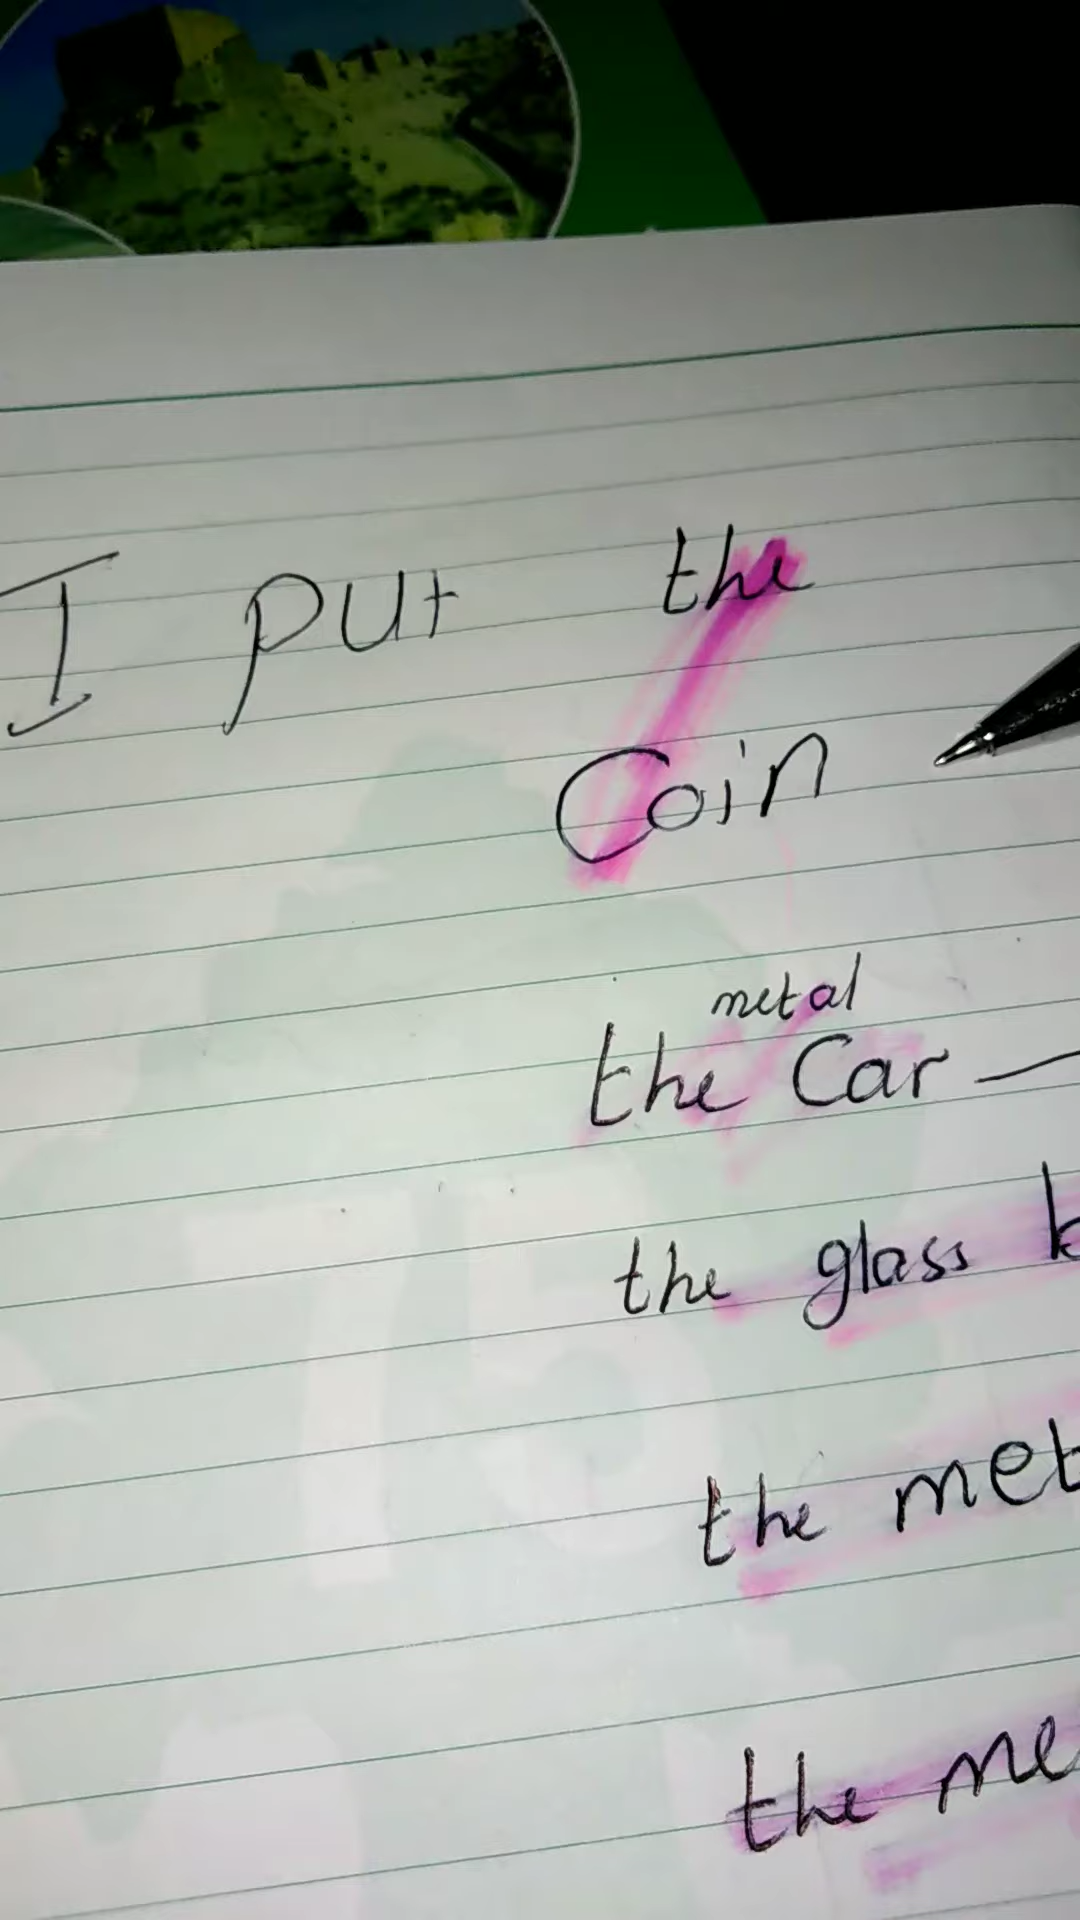 I put the
Coin
metal
the Car
the glass
the
the